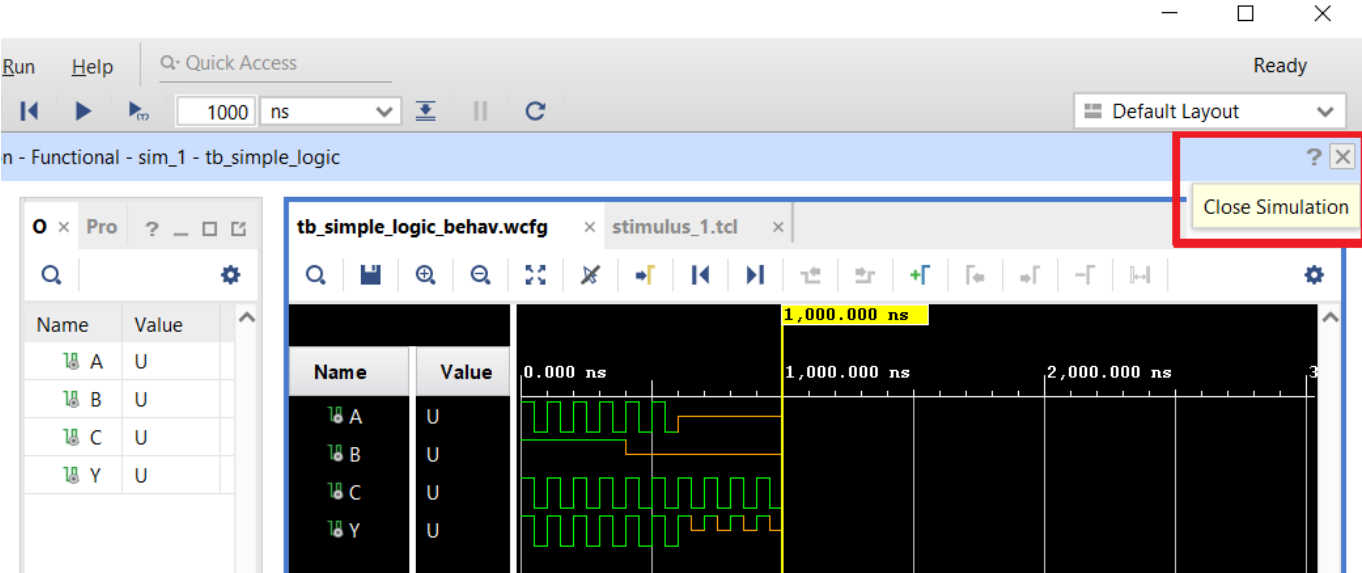 Run Help Quick Access Ready
1000 ns Default Layout
n - Functional - sim_1 - tb_simple_logic ?
Close Simulation
O Pro ?
tb_simple_logic_behav.wcfg stimulus_1.tcl
Name Value
A U
B U
C U
Y U
1,000.000 ns
Name Value
0.000 ns 1,000.000 ns 2,000.000 ns 3
A U
B U
C U
Y U